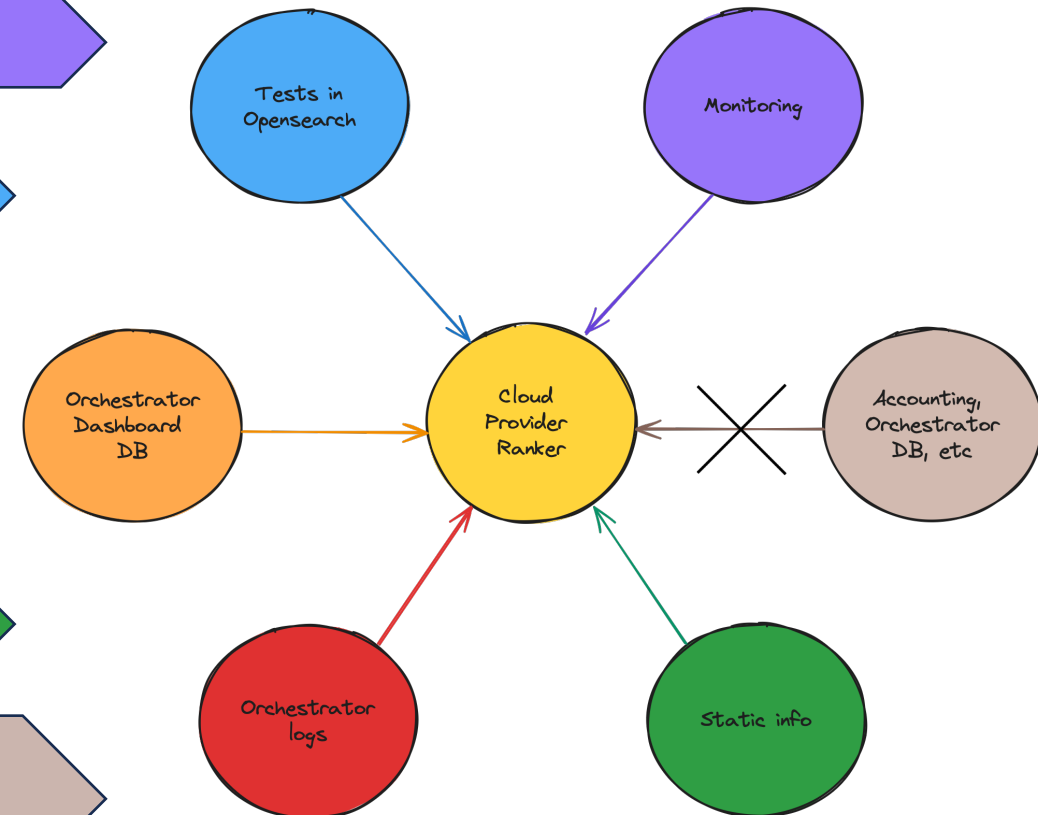 Tests in
Opensearch
Monitoring
Orchestrator
Dashboard
DB
Cloud
Provider
Ranker
Accounting,
Orchestrator
DB, etc
Orchestrator
logs
Static info